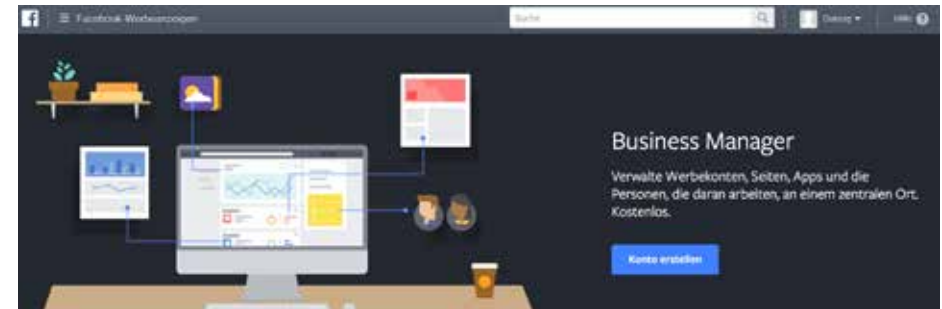 f
Facebook-Werbeanzeigen
Suche
Hilfe
Business Manager
Verwalte Werbekonten, Seiten, Apps und die
Personen, die daran arbeiten, an einem zentralen Ort.
Kostenlos.
Konto erstellen